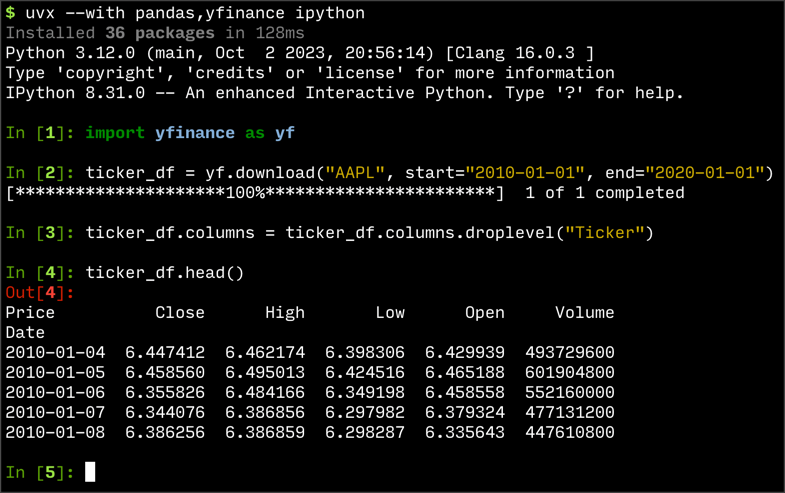 $ uvx --with pandas,yfinance ipython
Installed 36 packages in 128ms
Python 3.12.0 (main, Oct  2 2023, 20:56:14) [Clang 16.0.3 ]
Type 'copyright', 'credits' or 'license' for more information
IPython 8.31.0 -- An enhanced Interactive Python. Type '?' for help.
In [1]: import yfinance as yf
In [2]: ticker_df = yf.download("AAPL", start="2010-01-01", end="2020-01-01")
[*********************100%***********************]  1 of 1 completed
In [3]: ticker_df.columns = ticker_df.columns.droplevel("Ticker")
In [4]: ticker_df.head()
Out[4]:
Price          Close      High       Low      Open     Volume
Date
2010-01-04  6.447412  6.462174  6.398306  6.429939  493729600
2010-01-05  6.458560  6.495013  6.424516  6.465188  601904800
2010-01-06  6.355826  6.484166  6.349198  6.458558  552160000
2010-01-07  6.344076  6.386856  6.297982  6.379324  477131200
2010-01-08  6.386256  6.386859  6.298287  6.335643  447610800
In [5]: